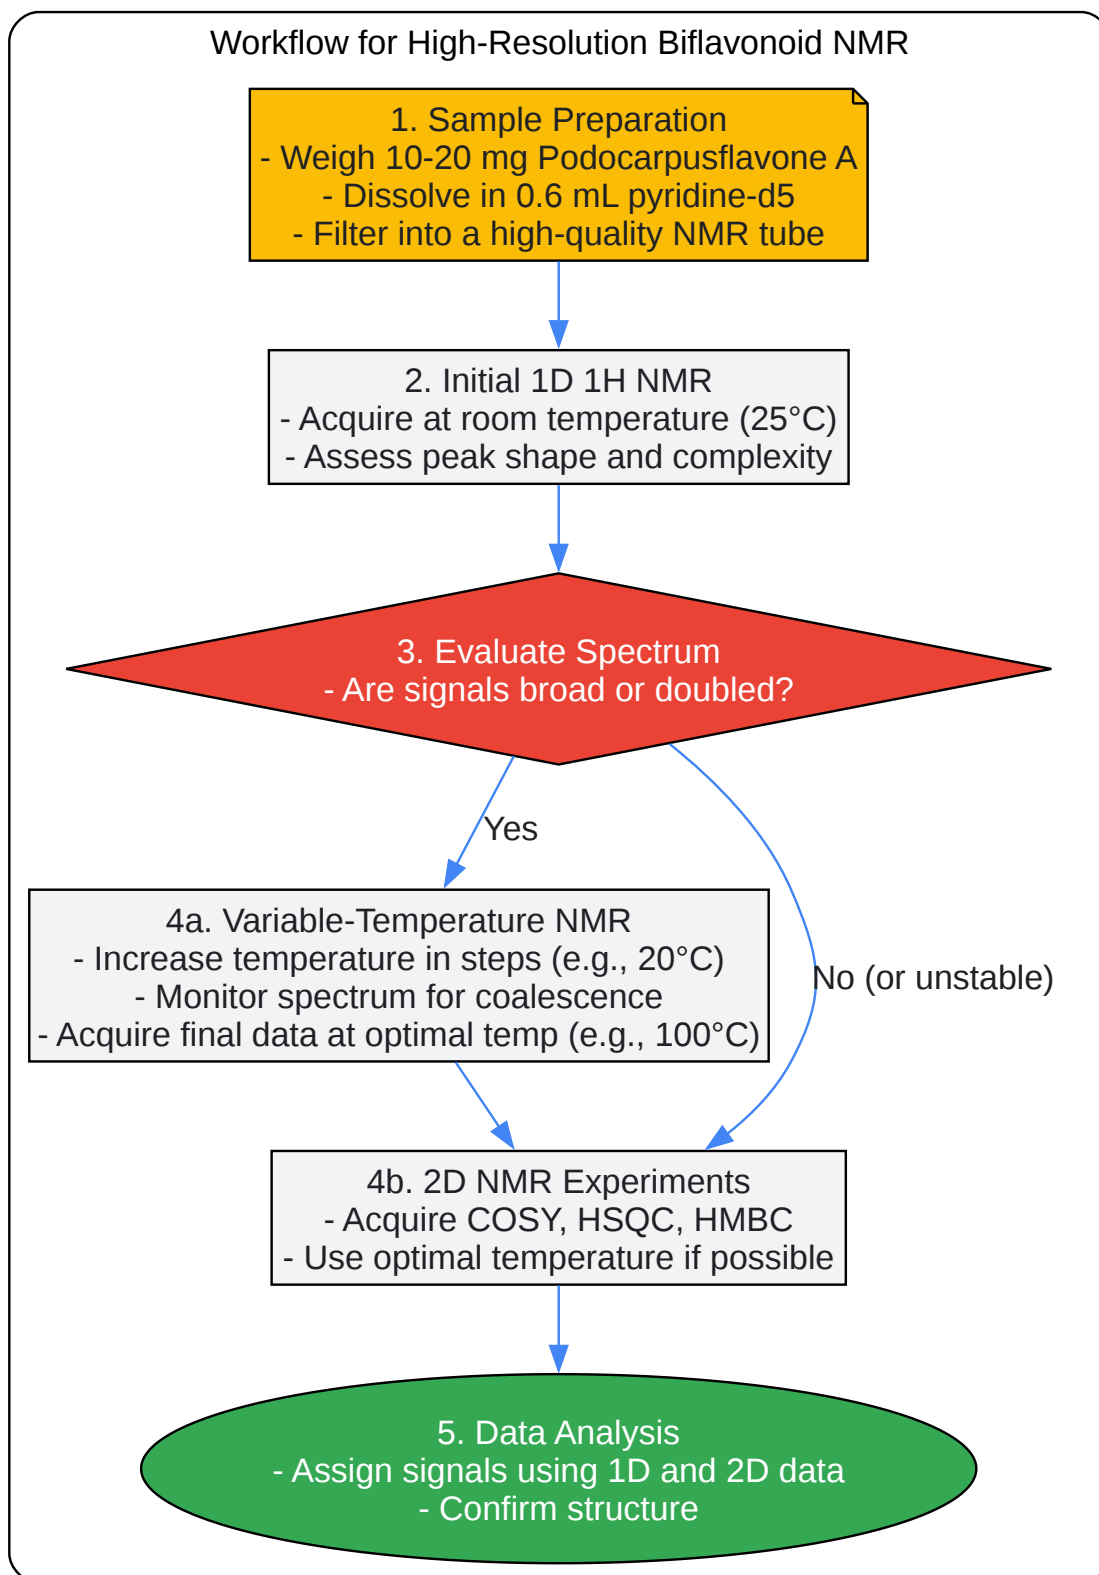 Workflow for High-Resolution Biflavonoid NMR
1. Sample Preparation
- Weigh 10-20 mg Podocarpusflavone A
- Dissolve in 0.6 mL pyridine-d5
- Filter into a high-quality NMR tube
2. Initial 1D 1H NMR
- Acquire at room temperature (25°C)
- Assess peak shape and complexity
3. Evaluate Spectrum
- Are signals broad or doubled?
Yes
4a. Variable-Temperature NMR
- Increase temperature in steps (e.g., 20°C)
- Monitor spectrum for coalescence
- Acquire final data at optimal temp (e.g., 100°C)
No (or unstable)
4b. 2D NMR Experiments
- Acquire COSY, HSQC, HMBC
- Use optimal temperature if possible
5. Data Analysis
- Assign signals using 1D and 2D data
- Confirm structure